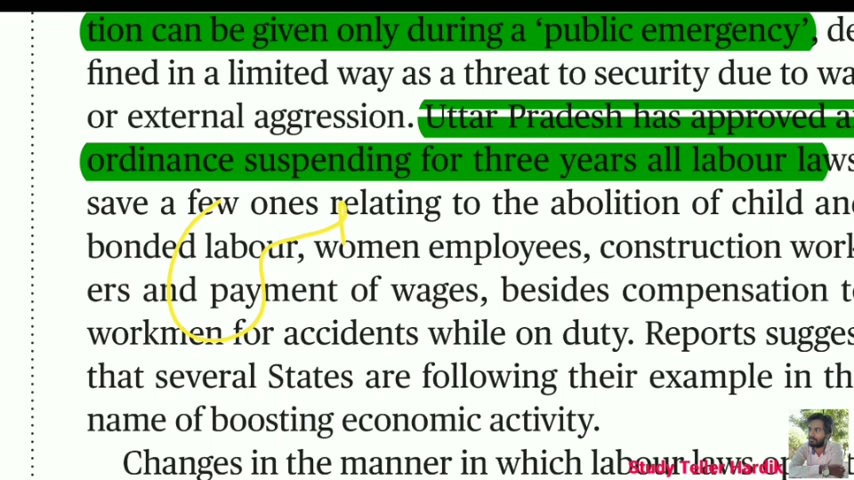 tion can be given only during a ‘public emergency’, de
fined in a limited way as a threat to security due to wa
or external aggression. Uttar Pradesh has approved a
ordinance suspending for three years all labour laws
save a few ones relating to the abolition of child an
bonded labour, women employees, construction work
ers and payment of wages, besides compensation t
workmen for accidents while on duty. Reports sugges
that several States are following their example in th
name of boosting economic activity.
Changes in the manner in which labour laws op
Study Teller Hardik